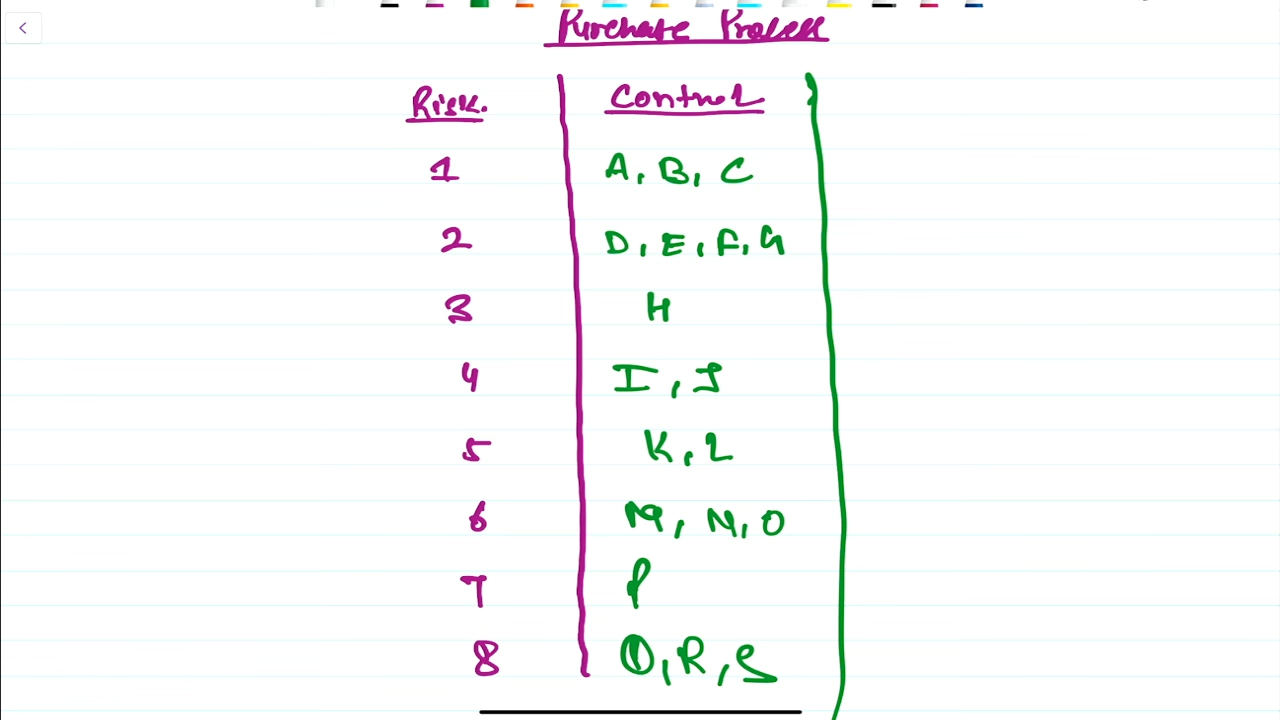 Purchase Process
Risk. Control
1 A, B, C
2 D, E, F, G
3 H
4 I, J
5 K, L
6 M, N, O
7 P
8 Q, R, S